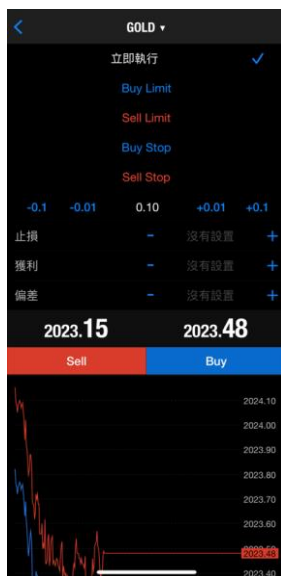 GOLD ▾
立即執行 ✓
Buy Limit
Sell Limit
Buy Stop
Sell Stop
-0.1 -0.01 0.10 +0.01 +0.1
止損 - 沒有設置 +
獲利 - 沒有設置 +
偏差 - 沒有設置 +
2023.15 2023.48
Sell Buy
2024.10
2024.00
2023.90
2023.80
2023.70
2023.60
2023.48
2023.40